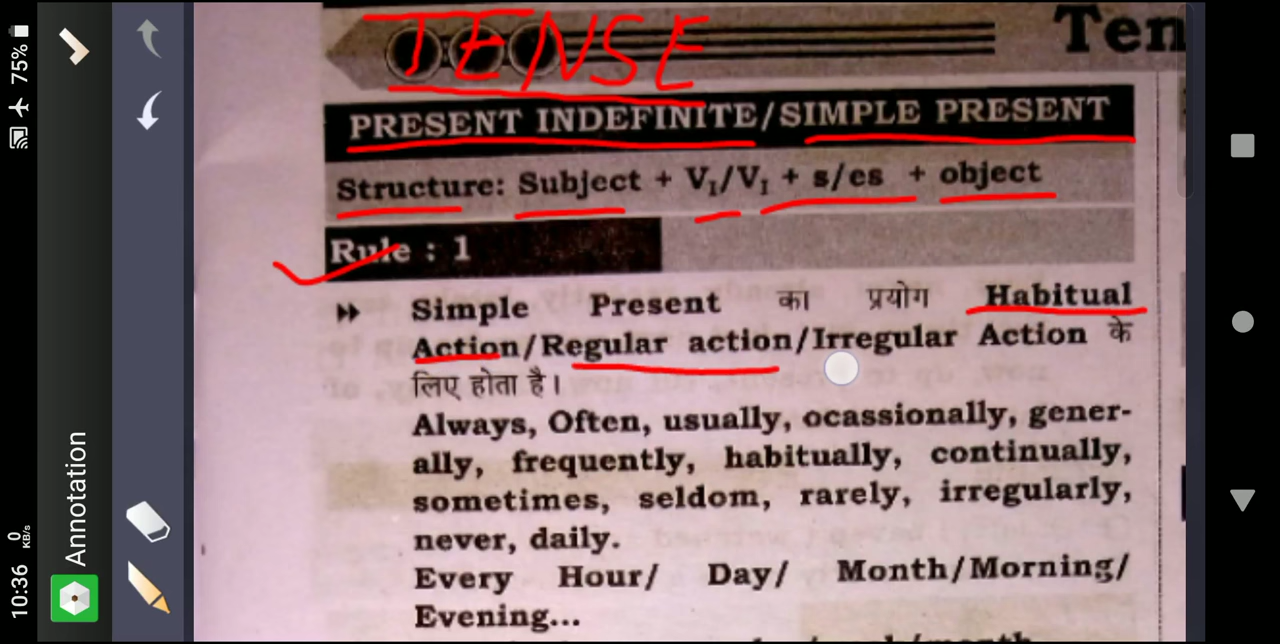 10:36 0 KB/s 75%
Annotation
TENSE
Ten
PRESENT INDEFINITE/SIMPLE PRESENT
Structure: Subject + V₁/V₁ + s/es + object
Rule : 1
Simple Present का प्रयोग Habitual
Action/Regular action/Irregular Action के
लिए होता है।
Always, Often, usually, ocassionally, gener-
ally, frequently, habitually, continually,
sometimes, seldom, rarely, irregularly,
never, daily.
Every Hour/ Day/ Month/Morning/
Evening...